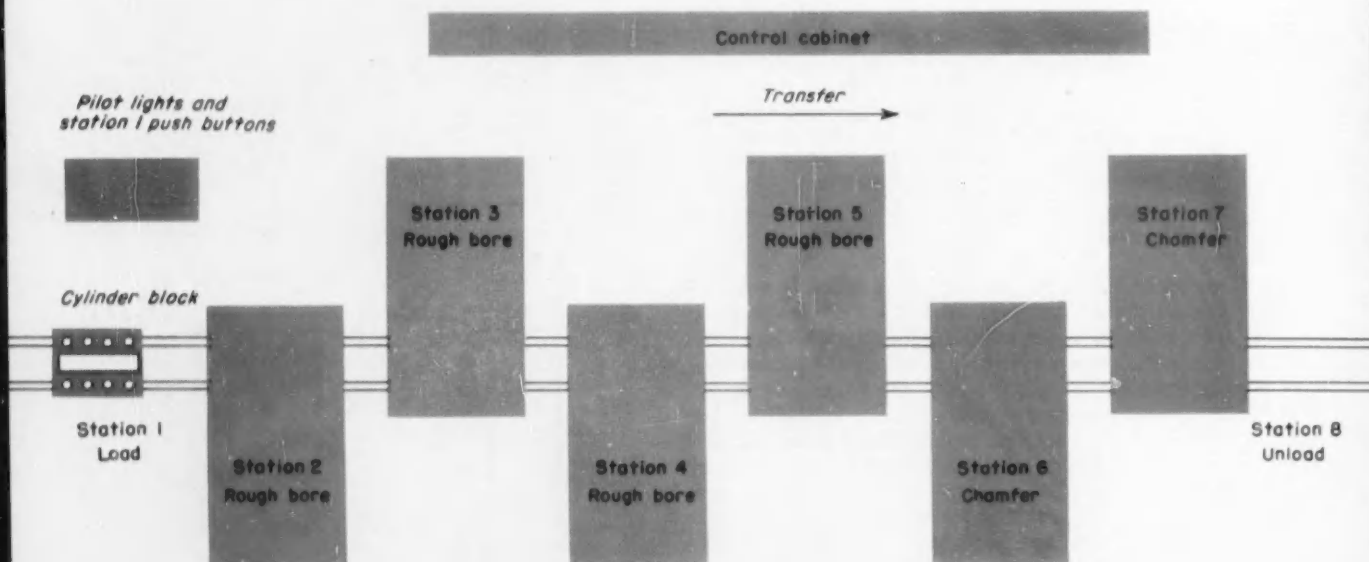 Control cabinet
Pilot lights and
station 1 push buttons
Transfer
Station 3
Rough bore
Station 5
Rough bore
Station 7
Chamfer
Cylinder block
Station 1
Load
Station 2
Rough bore
Station 4
Rough bore
Station 6
Chamfer
Station 8
Unload